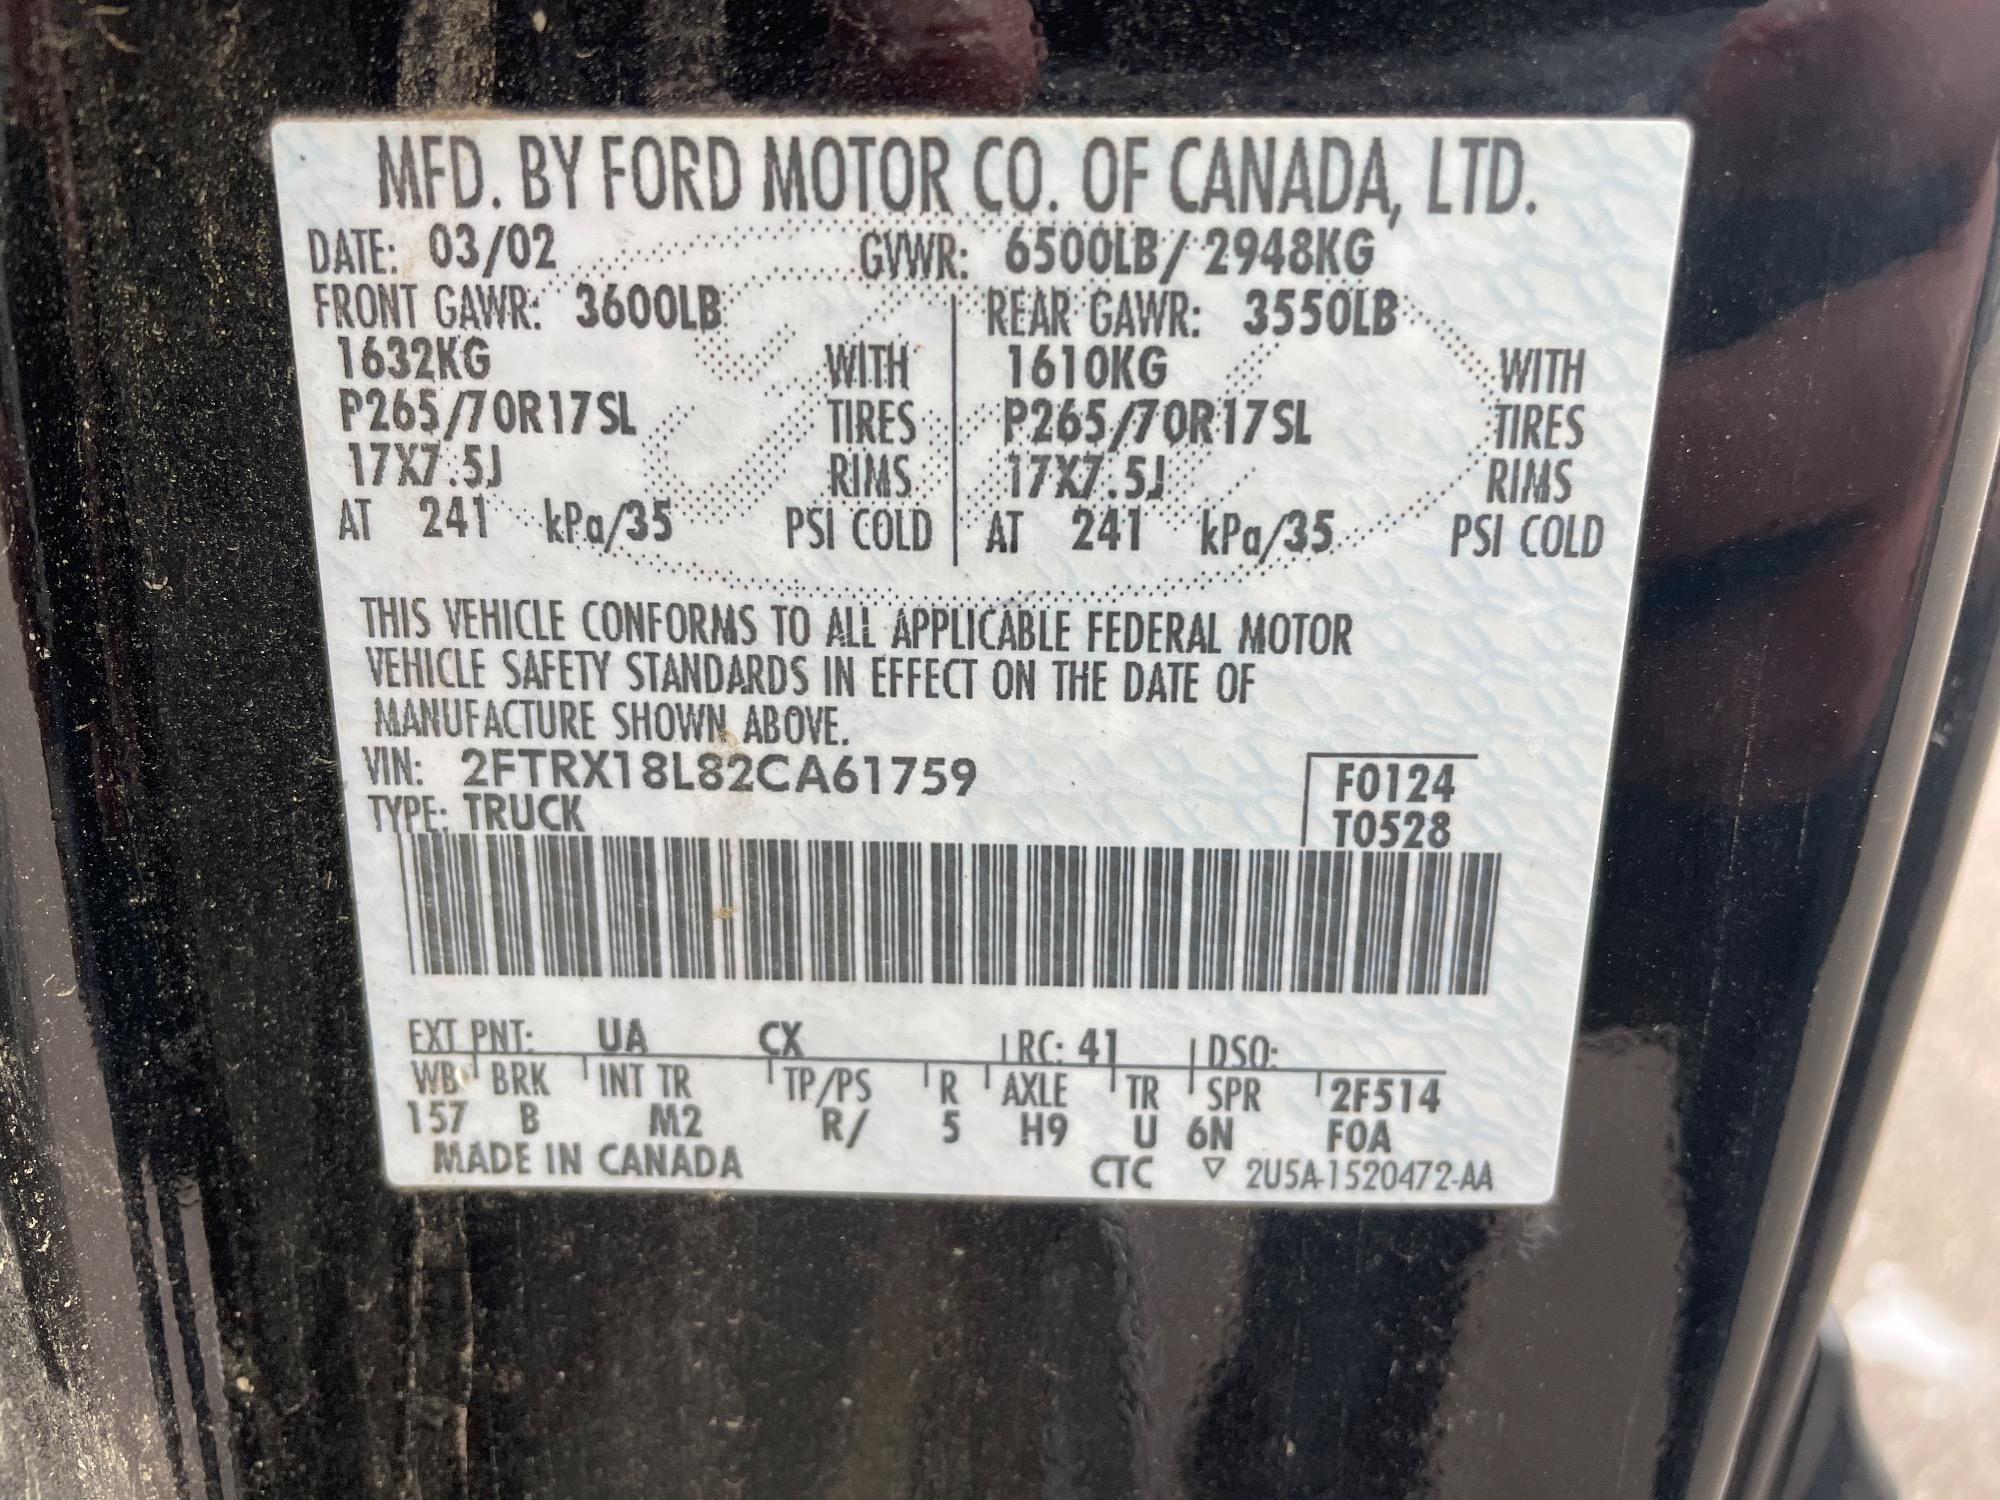 MFD. BY FORD MOTOR CO. OF CANADA, LTD.
DATE: 03/02 GVWR: 6500LB/ 2948KG
FRONT GAWR: 3600LB REAR GAWR: 3550LB
1632KG WITH 1610KG WITH
P265/70R17SL TIRES P265/70R17SL TIRES
17X7.5J RIMS 17X7.5J RIMS
AT 241 kPa/35 PSI COLD AT 241 kPa/35 PSI COLD
THIS VEHICLE CONFORMS TO ALL APPLICABLE FEDERAL MOTOR
VEHICLE SAFETY STANDARDS IN EFFECT ON THE DATE OF
MANUFACTURE SHOWN ABOVE.
VIN: 2FTRX18L82CA61759 F0124
TYPE: TRUCK T0528
EXT PNT: UA CX RC: 41 DSO:
WB BRK INT TR TP/PS R AXLE TR SPR 2F514
157 B M2 R/ 5 H9 U 6N F0A
MADE IN CANADA CTC ▽ 2U5A-1520472-AA